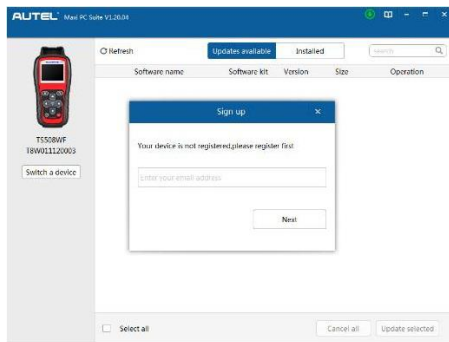 AUTEL Maxi PC Suite V1.20.04
Refresh
Updates available
Installed
search
Software name
Software kit
Version
Size
Operation
Sign up
×
Your device is not registered,please register first
Enter your email address
Next
TS508WF
T8W011120003
Switch a device
Select all
Cancel all
Update selected